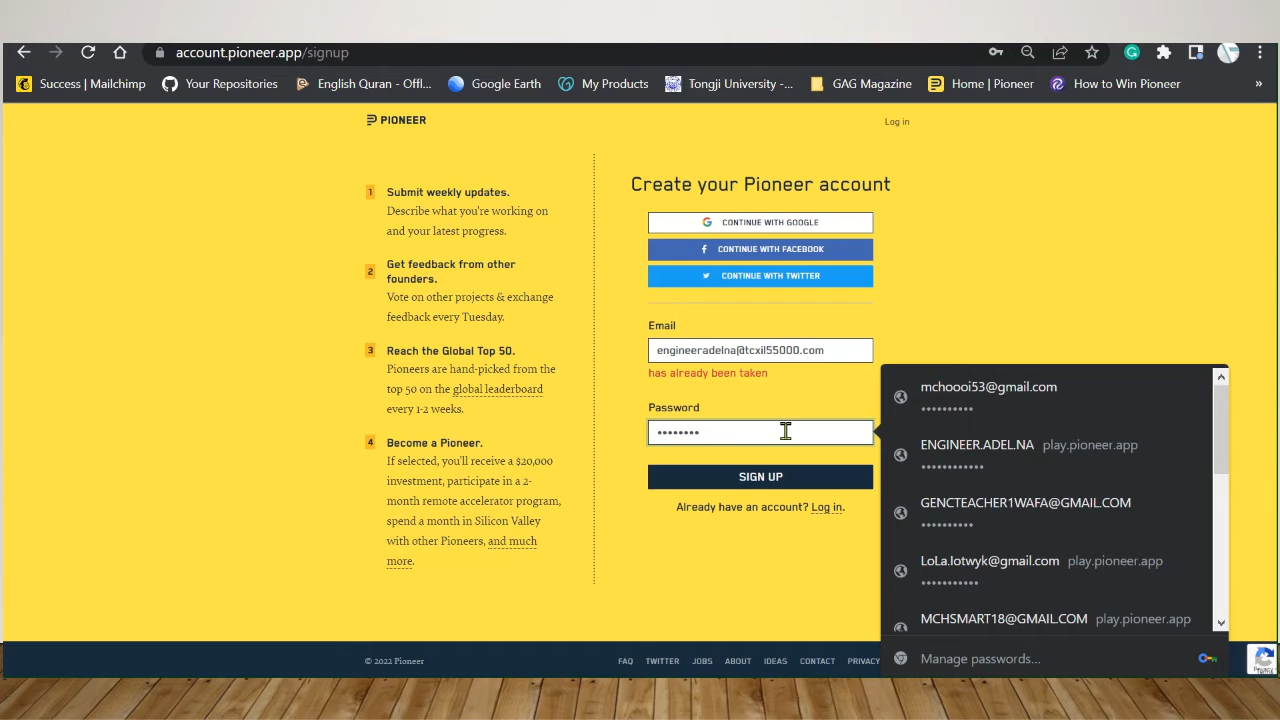 account.pioneer.app/signup
Success | Mailchimp
Your Repositories
English Quran - Offl...
Google Earth
My Products
Tongji University -...
GAG Magazine
Home | Pioneer
How to Win Pioneer
»
PIONEER
Log in
1 Submit weekly updates.
Describe what you're working on
and your latest progress.
2 Get feedback from other
founders.
Vote on other projects & exchange
feedback every Tuesday.
3 Reach the Global Top 50.
Pioneers are hand-picked from the
top 50 on the global leaderboard
every 1-2 weeks.
4 Become a Pioneer.
If selected, you'll receive a $20,000
investment, participate in a 2-
month remote accelerator program,
spend a month in Silicon Valley
with other Pioneers, and much
more.
Create your Pioneer account
CONTINUE WITH GOOGLE
CONTINUE WITH FACEBOOK
CONTINUE WITH TWITTER
Email
engineeradelna@tcxil55000.com
has already been taken
Password
••••••••
SIGN UP
Already have an account? Log in.
mchoooi53@gmail.com
••••••••••
ENGINEER.ADEL.NA play.pioneer.app
••••••••••••
GENCTEACHER1WAFA@GMAIL.COM
••••••••••
LoLa.lotwyk@gmail.com play.pioneer.app
•••••••••••
MCHSMART18@GMAIL.COM play.pioneer.app
Manage passwords...
© 2022 Pioneer
FAQ TWITTER JOBS ABOUT IDEAS CONTACT PRIVACY